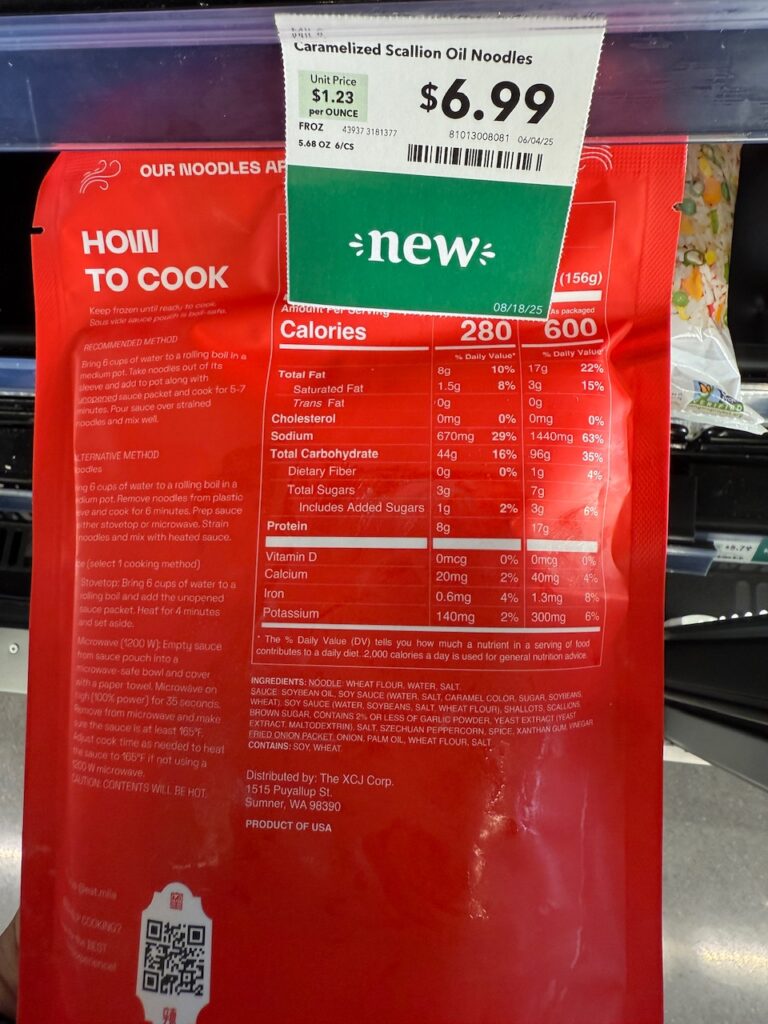 Caramelized Scallion Oil Noodles
Unit Price
$1.23
per OUNCE
$6.99
FROZ 43937 3181377
81013008081 06/04/25
5.68 OZ 6/CS
new
08/18/25
OUR NOODLES
HOW
TO COOK
Keep frozen until ready to cook.
Sous vide sauce pouch is boil-safe.
RECOMMENDED METHOD
Bring 6 cups of water to a rolling boil in a
medium pot. Take noodles out of its
sleeve and add to pot along with
unopened sauce packet and cook for 5-7
minutes. Pour sauce over strained
noodles and mix well.
ALTERNATIVE METHOD
Noodles
ing 6 cups of water to a rolling boil in a
dium pot. Remove noodles from plastic
eve and cook for 6 minutes. Prep sauce
ither stovetop or microwave. Strain
noodles and mix with heated sauce.
(select 1 cooking method)
Stovetop: Bring 6 cups of water to a
rolling boil and add the unopened
sauce packet. Heat for 4 minutes
and set aside.
Microwave (1200 W): Empty sauce
from sauce pouch into a
microwave-safe bowl and cover
with a paper towel. Microwave on
high (100% power) for 35 seconds.
Remove from microwave and make
sure the sauce is at least 165°F.
Adjust cook time as needed to heat
the sauce to 165°F if not using a
1200 W microwave.
CAUTION: CONTENTS WILL BE HOT.
(156g)
Amount Per Serving As packaged
Calories 280 600
% Daily Value* % Daily Value*
Total Fat 8g 10% 17g 22%
Saturated Fat 1.5g 8% 3g 15%
Trans Fat 0g 0g
Cholesterol 0mg 0% 0mg 0%
Sodium 670mg 29% 1440mg 63%
Total Carbohydrate 44g 16% 96g 35%
Dietary Fiber 0g 0% 1g 4%
Total Sugars 3g 7g
Includes Added Sugars 1g 2% 3g 6%
Protein 8g 17g
Vitamin D 0mcg 0% 0mcg 0%
Calcium 20mg 2% 40mg 4%
Iron 0.6mg 4% 1.3mg 8%
Potassium 140mg 2% 300mg 6%
* The % Daily Value (DV) tells you how much a nutrient in a serving of food
contributes to a daily diet. 2,000 calories a day is used for general nutrition advice.
INGREDIENTS: NOODLE: WHEAT FLOUR, WATER, SALT.
SAUCE: SOYBEAN OIL, SOY SAUCE (WATER, SALT, CARAMEL COLOR, SUGAR, SOYBEANS,
WHEAT), SOY SAUCE (WATER, SOYBEANS, SALT, WHEAT FLOUR), SHALLOTS, SCALLIONS,
BROWN SUGAR, CONTAINS 2% OR LESS OF GARLIC POWDER, YEAST EXTRACT (YEAST
EXTRACT, MALTODEXTRIN), SALT, SZECHUAN PEPPERCORN, SPICE, XANTHAN GUM, VINEGAR
FRIED ONION PACKET: ONION, PALM OIL, WHEAT FLOUR, SALT
CONTAINS: SOY, WHEAT.
Distributed by: The XCJ Corp.
1515 Puyallup St.
Sumner, WA 98390
PRODUCT OF USA
@eat.mila
COOKING?
BEST